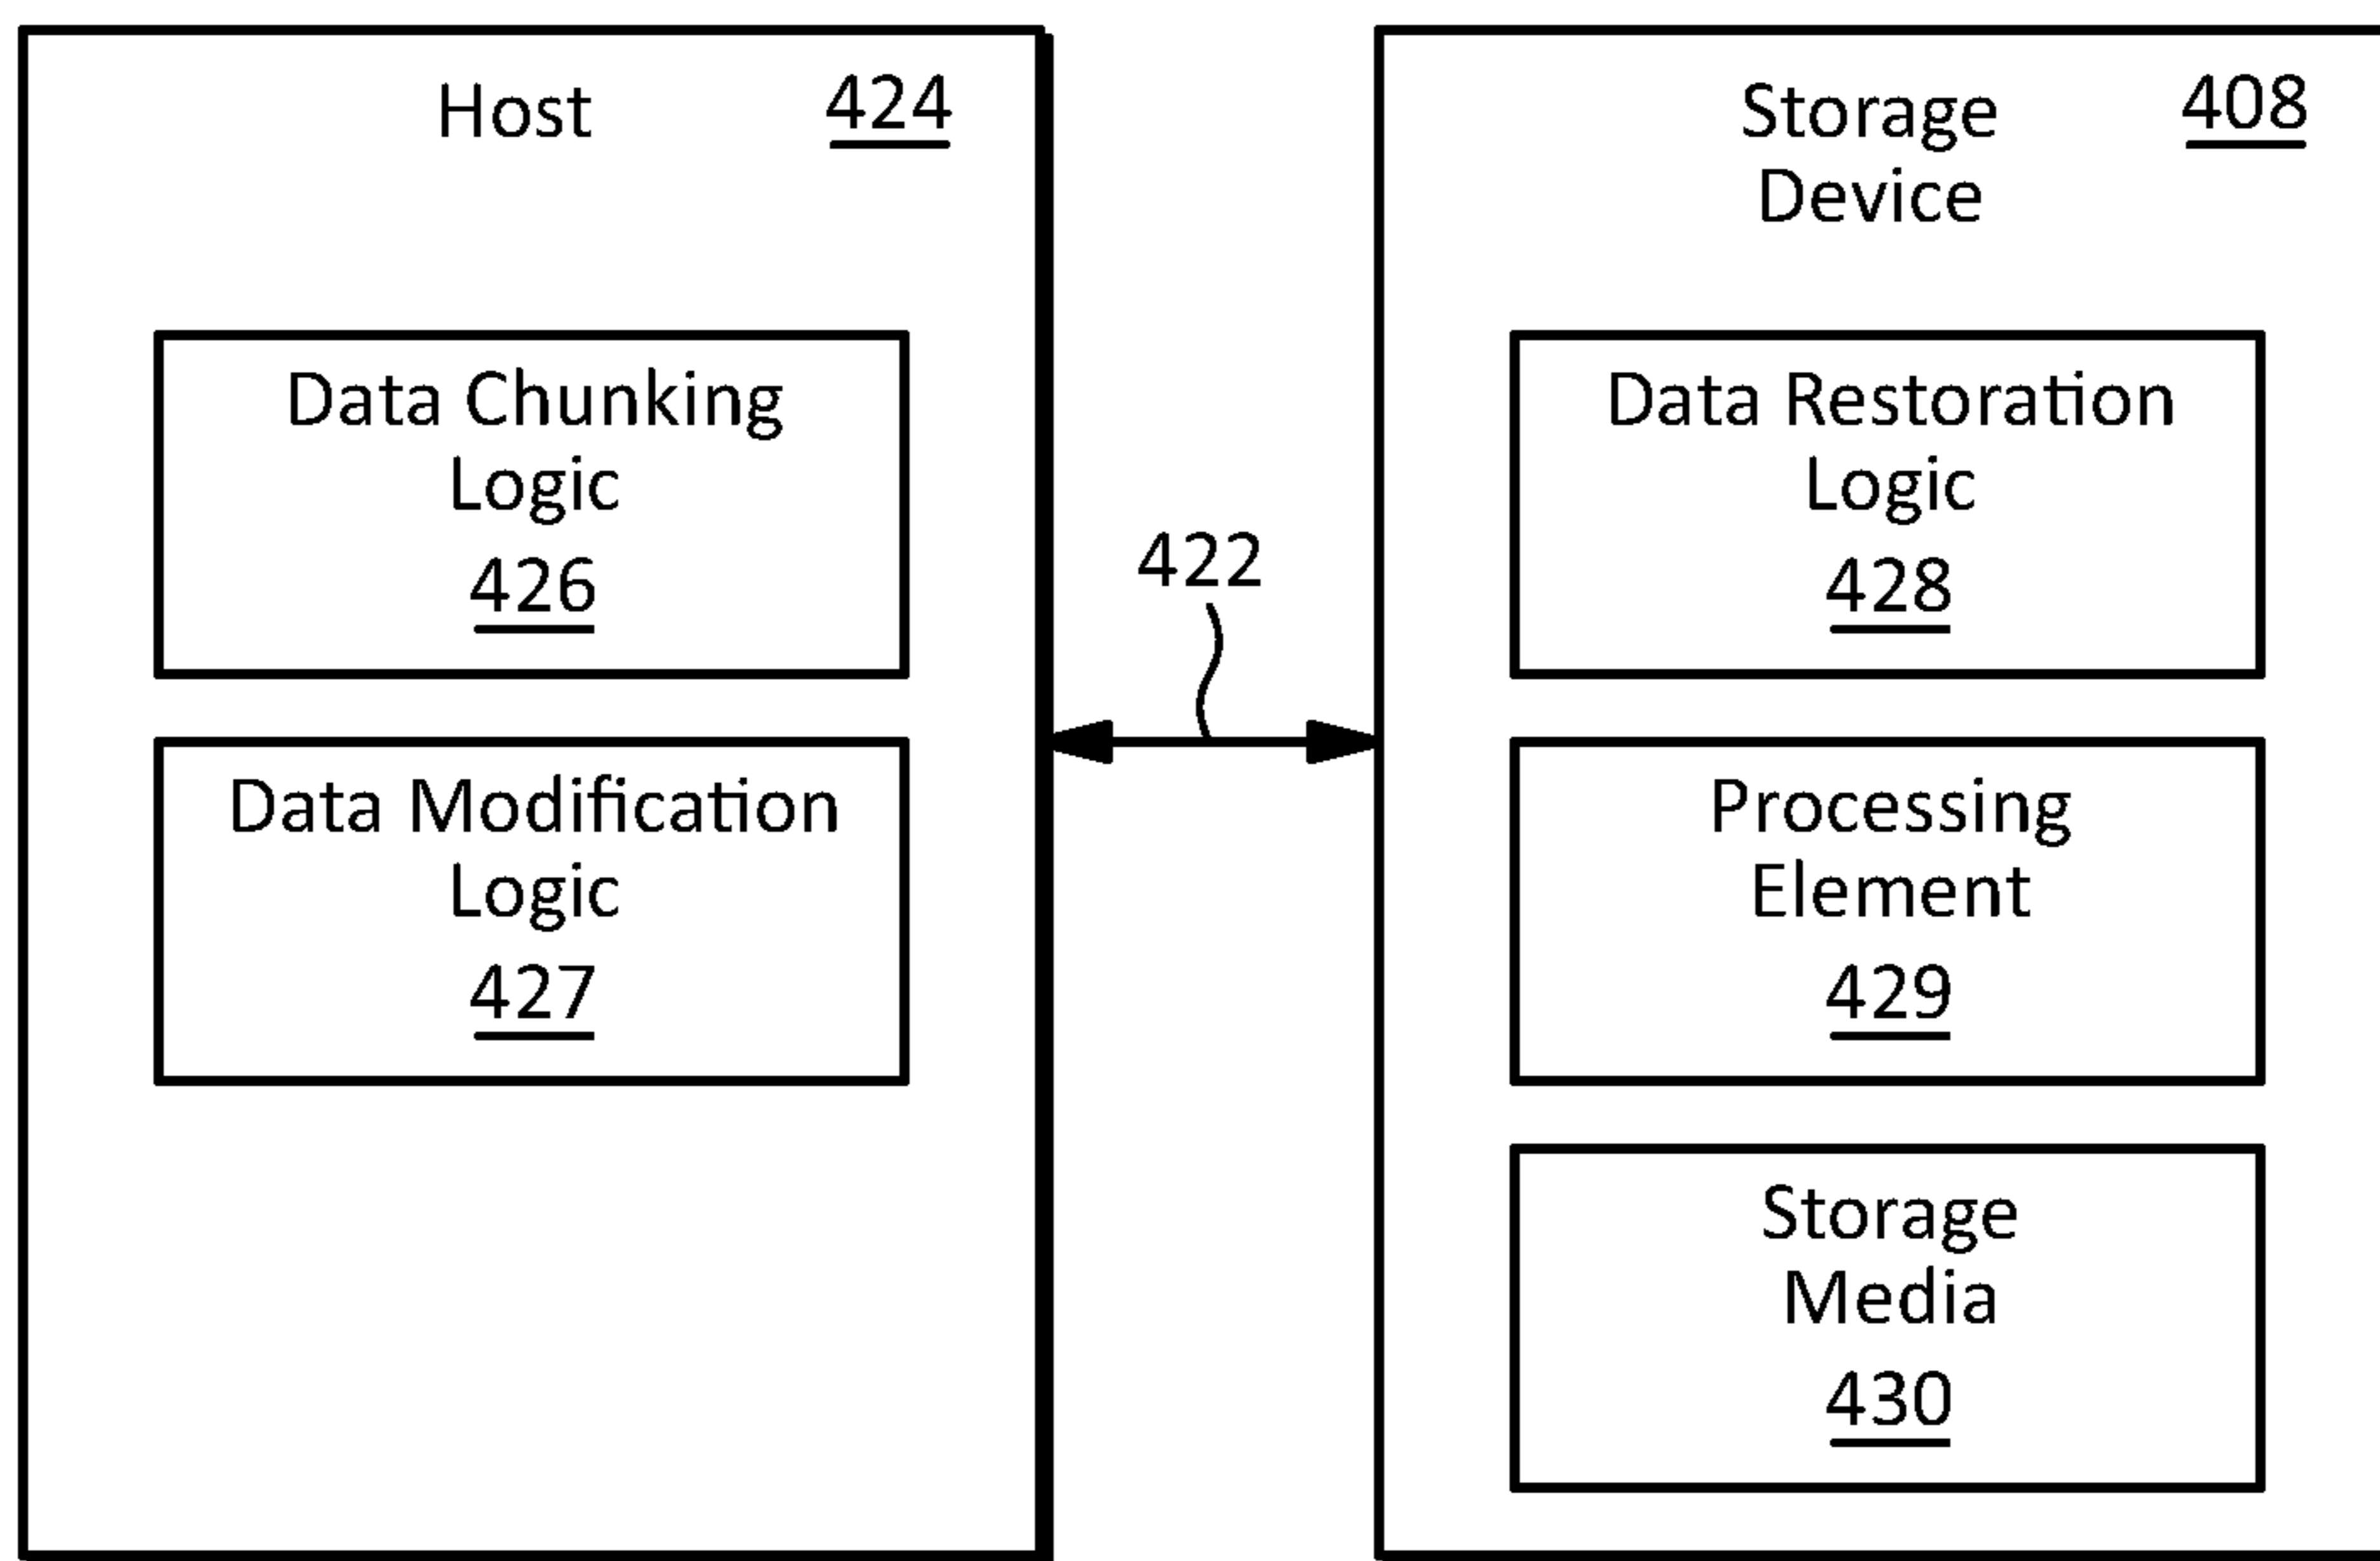 Host 424
Data Chunking
Logic
426
Data Modification
Logic
427
422
Storage 408
Device
Data Restoration
Logic
428
Processing
Element
429
Storage
Media
430